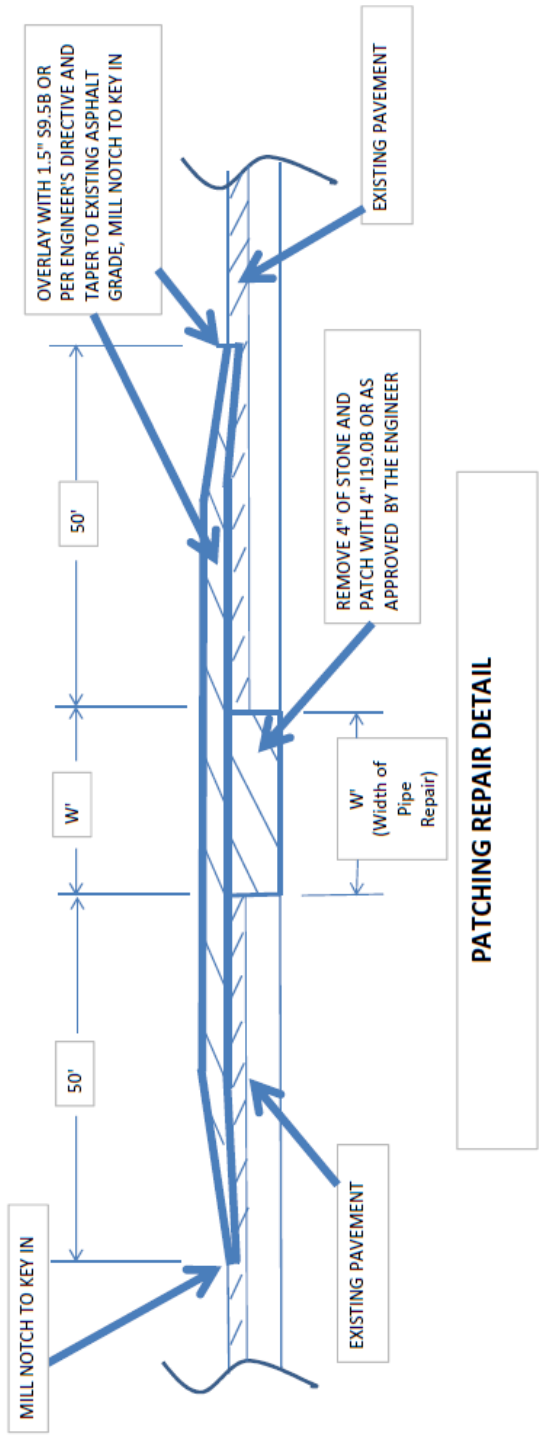 MILL NOTCH TO KEY IN
50'
W'
50'
OVERLAY WITH 1.5" S9.5B OR
PER ENGINEER'S DIRECTIVE AND
TAPER TO EXISTING ASPHALT
GRADE, MILL NOTCH TO KEY IN
EXISTING PAVEMENT
W'
(Width of
Pipe
Repair)
REMOVE 4" OF STONE AND
PATCH WITH 4" I19.0B OR AS
APPROVED BY THE ENGINEER
EXISTING PAVEMENT
PATCHING REPAIR DETAIL